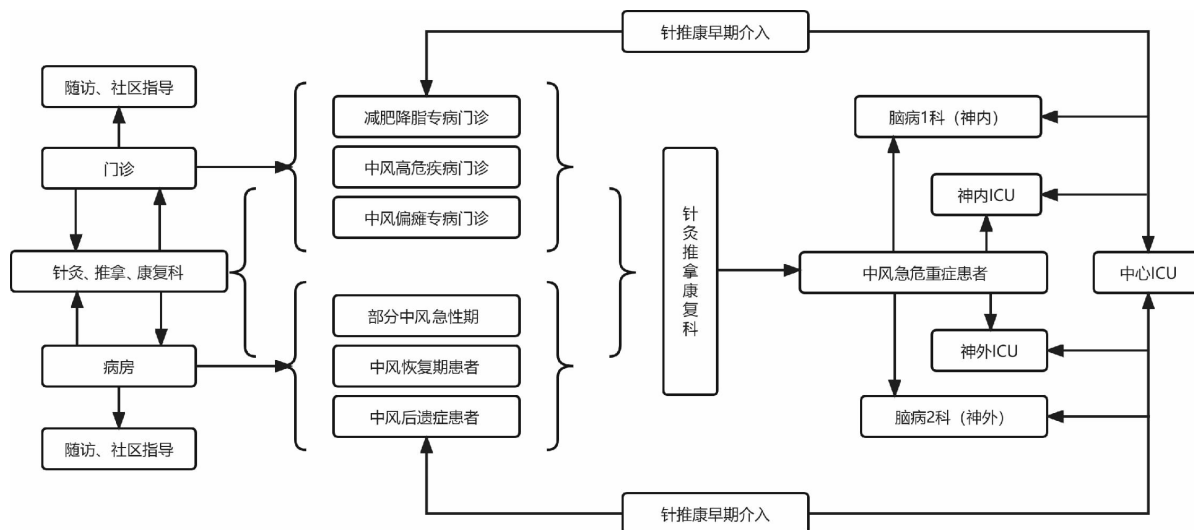 针推康早期介入
随访、社区指导
门诊
针灸、推拿、康复科
病房
随访、社区指导
减肥降脂专病门诊
中风高危疾病门诊
中风偏瘫专病门诊
部分中风急性期
中风恢复期患者
中风后遗症患者
针灸推拿康复科
脑病1科（神内）
神内ICU
中风急危重症患者
中心ICU
神外ICU
脑病2科（神外）
针推康早期介入